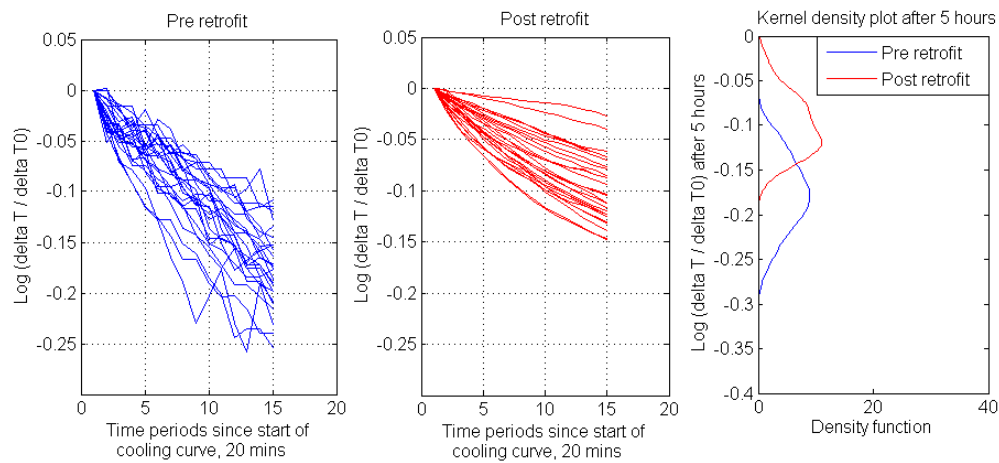 Pre retrofit
0.05
0
-0.05
-0.1
-0.15
-0.2
-0.25
Log (delta T / delta T0)
0 5 10 15 20
Time periods since start of
cooling curve, 20 mins
Post retrofit
0.05
0
-0.05
-0.1
-0.15
-0.2
-0.25
Log (delta T / delta T0)
0 5 10 15 20
Time periods since start of
cooling curve, 20 mins
Kernel density plot after 5 hours
0
-0.05
-0.1
-0.15
-0.2
-0.25
-0.3
-0.35
-0.4
Log (delta T / delta T0) after 5 hours
Pre retrofit
Post retrofit
0 20 40
Density function